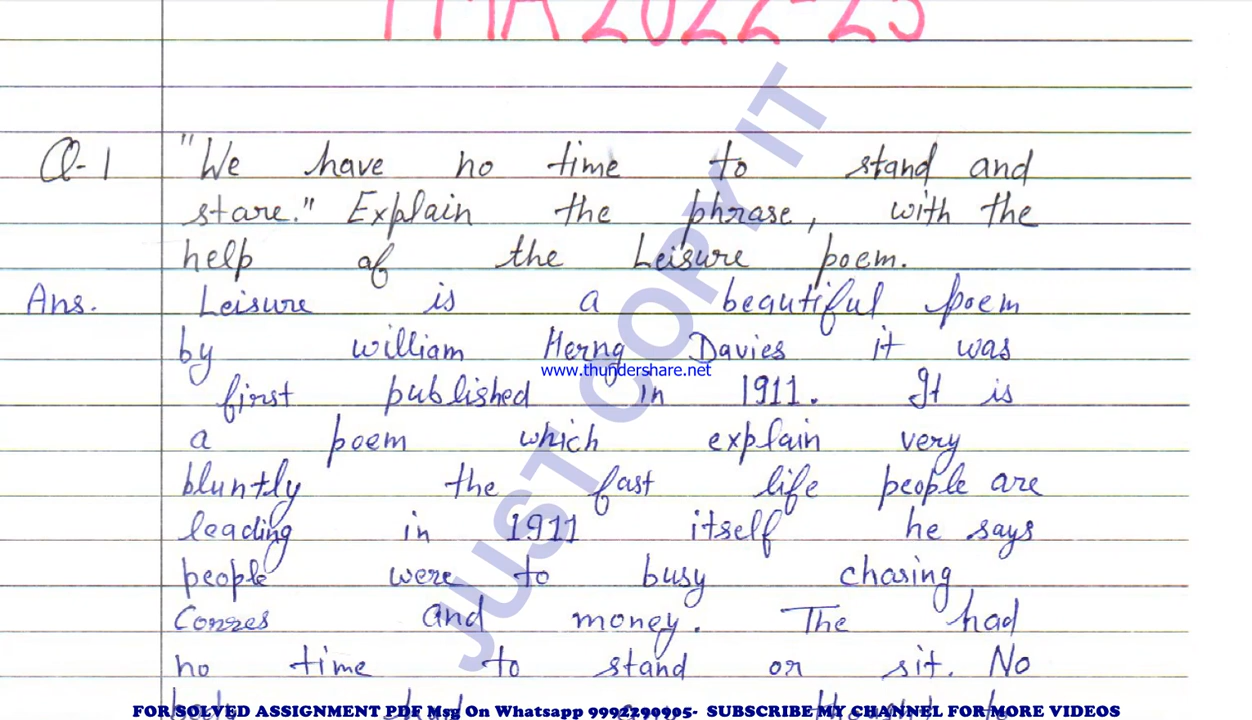 TMA 2022-23
Q-1 "We have no time to stand and
stare." Explain the phrase, with the
help of the Leisure poem.
Ans. Leisure is a beautiful poem
by william Herng Davies it was
www.thundershare.net
first published in 1911. It is
a poem which explain very
bluntly the fast life people are
leading in 1911 itself he says
people were to busy chasing
and money. The had
no time to stand or sit. No
JUST COPY IT
FOR SOLVED ASSIGNMENT PDF Msg On Whatsapp 9992299995- SUBSCRIBE MY CHANNEL FOR MORE VIDEOS